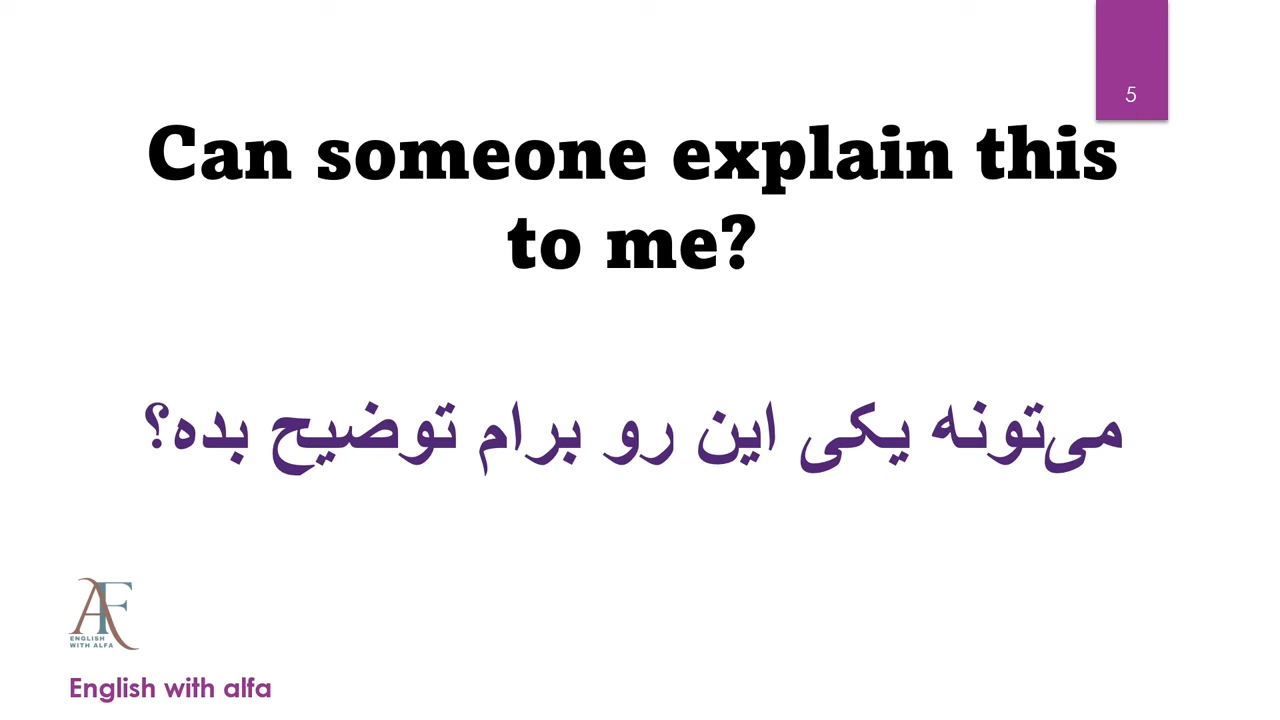 5
Can someone explain this
to me?
می‌تونه یکی این رو برام توضیح بده؟
AF
ENGLISH
WITH ALFA
English with alfa